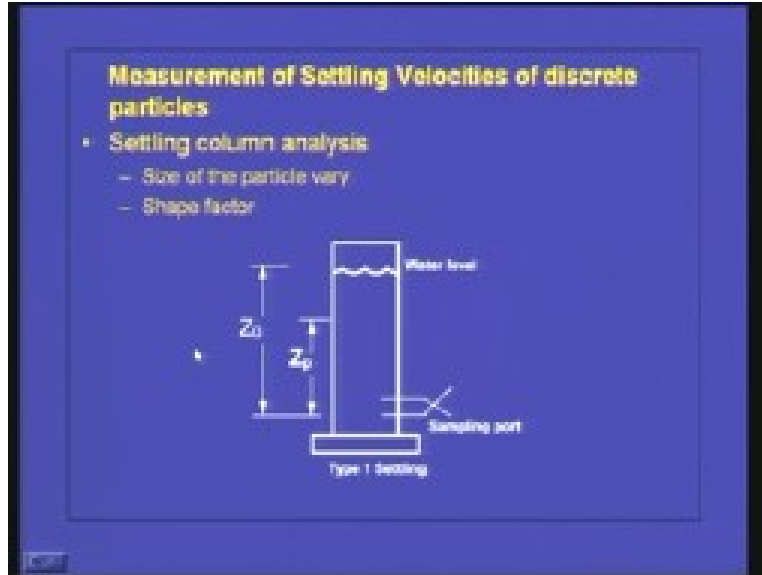 Measurement of Settling Velocities of discrete
particles
• Settling column analysis
– Size of the particle vary
– Shape factor
Water level
Z0
Zp
Sampling port
Type 1 Settling